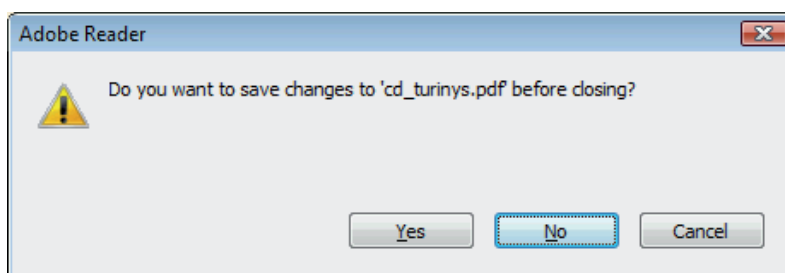 Adobe Reader
Do you want to save changes to 'cd_turinys.pdf' before closing?
Yes
No
Cancel